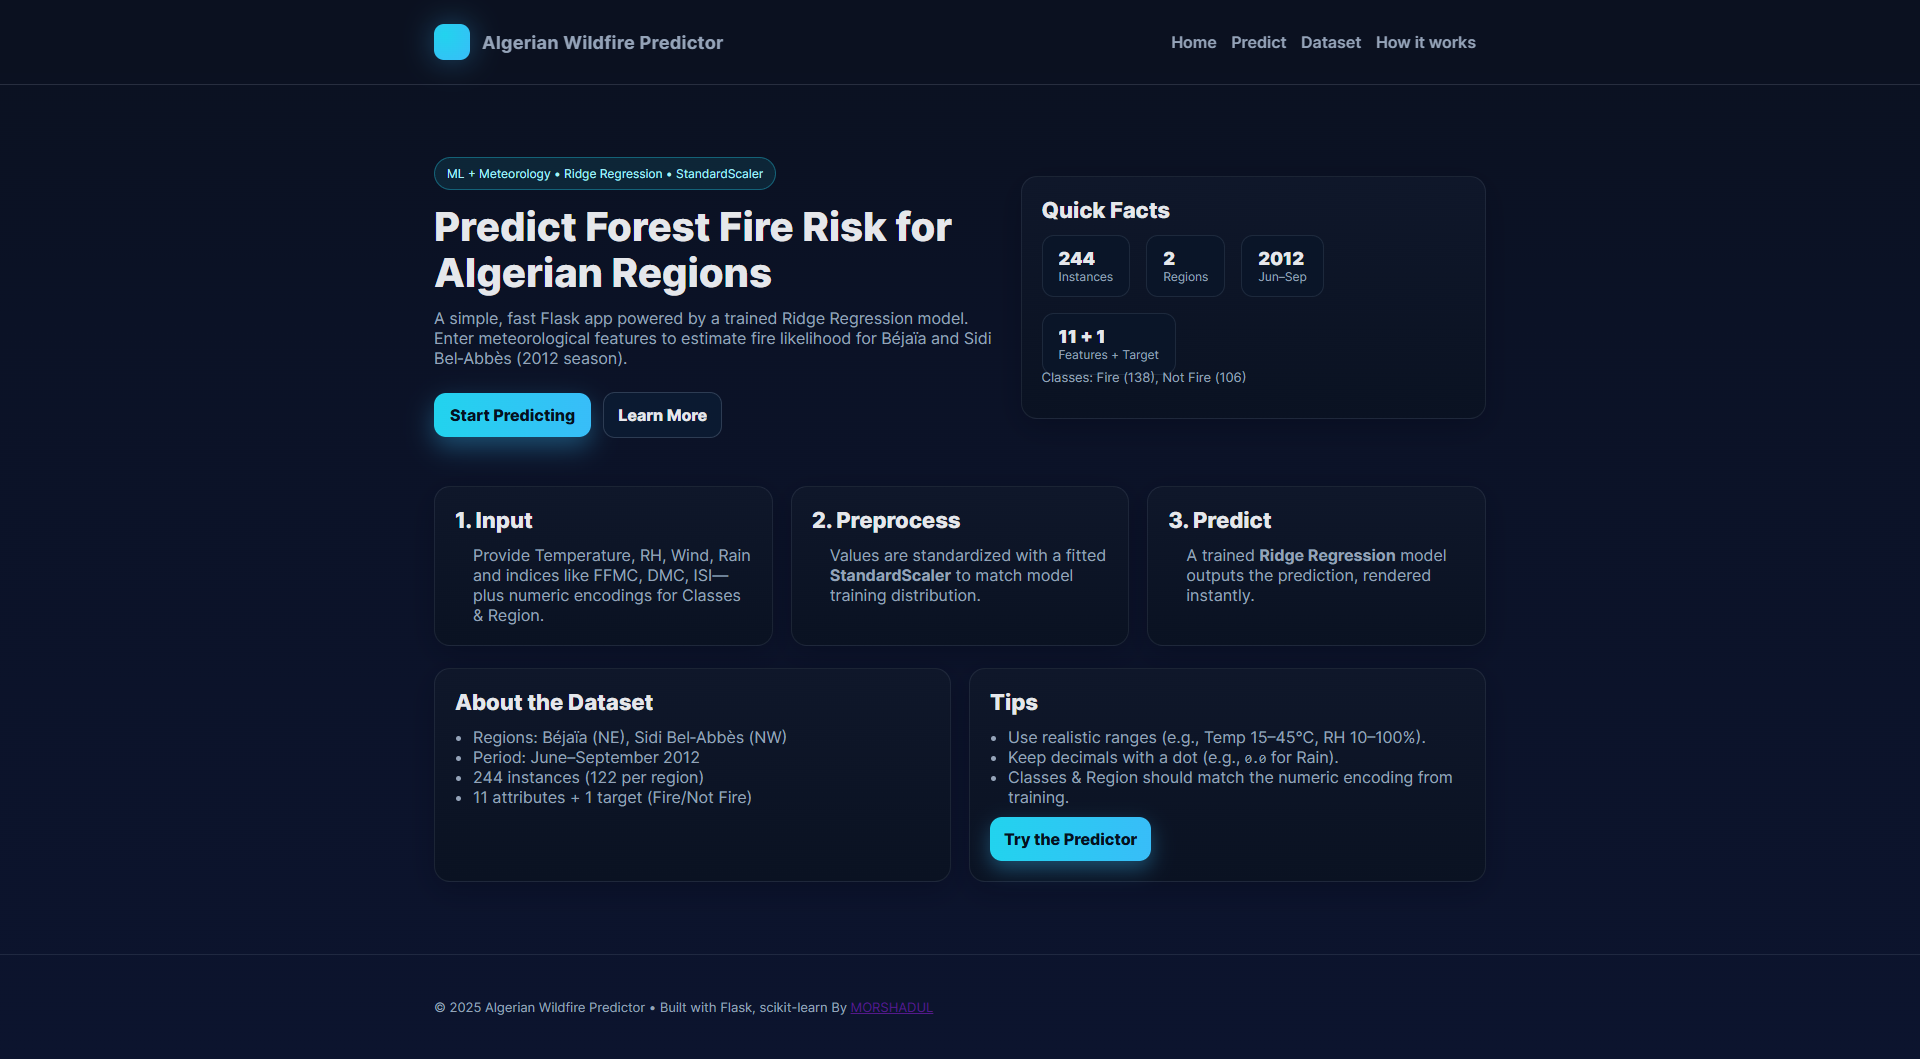 Algerian Wildfire Predictor
Home Predict Dataset How it works
ML + Meteorology • Ridge Regression • StandardScaler
Predict Forest Fire Risk for
Algerian Regions
A simple, fast Flask app powered by a trained Ridge Regression model.
Enter meteorological features to estimate fire likelihood for Béjaïa and Sidi
Bel-Abbès (2012 season).
Start Predicting
Learn More
Quick Facts
244
Instances
2
Regions
2012
Jun–Sep
11 + 1
Features + Target
Classes: Fire (138), Not Fire (106)
1. Input
Provide Temperature, RH, Wind, Rain
and indices like FFMC, DMC, ISI—
plus numeric encodings for Classes
& Region.
2. Preprocess
Values are standardized with a fitted
StandardScaler to match model
training distribution.
3. Predict
A trained Ridge Regression model
outputs the prediction, rendered
instantly.
About the Dataset
• Regions: Béjaïa (NE), Sidi Bel-Abbès (NW)
• Period: June–September 2012
• 244 instances (122 per region)
• 11 attributes + 1 target (Fire/Not Fire)
Tips
• Use realistic ranges (e.g., Temp 15–45°C, RH 10–100%).
• Keep decimals with a dot (e.g., 0.0 for Rain).
• Classes & Region should match the numeric encoding from
training.
Try the Predictor
© 2025 Algerian Wildfire Predictor • Built with Flask, scikit-learn By MORSHADUL